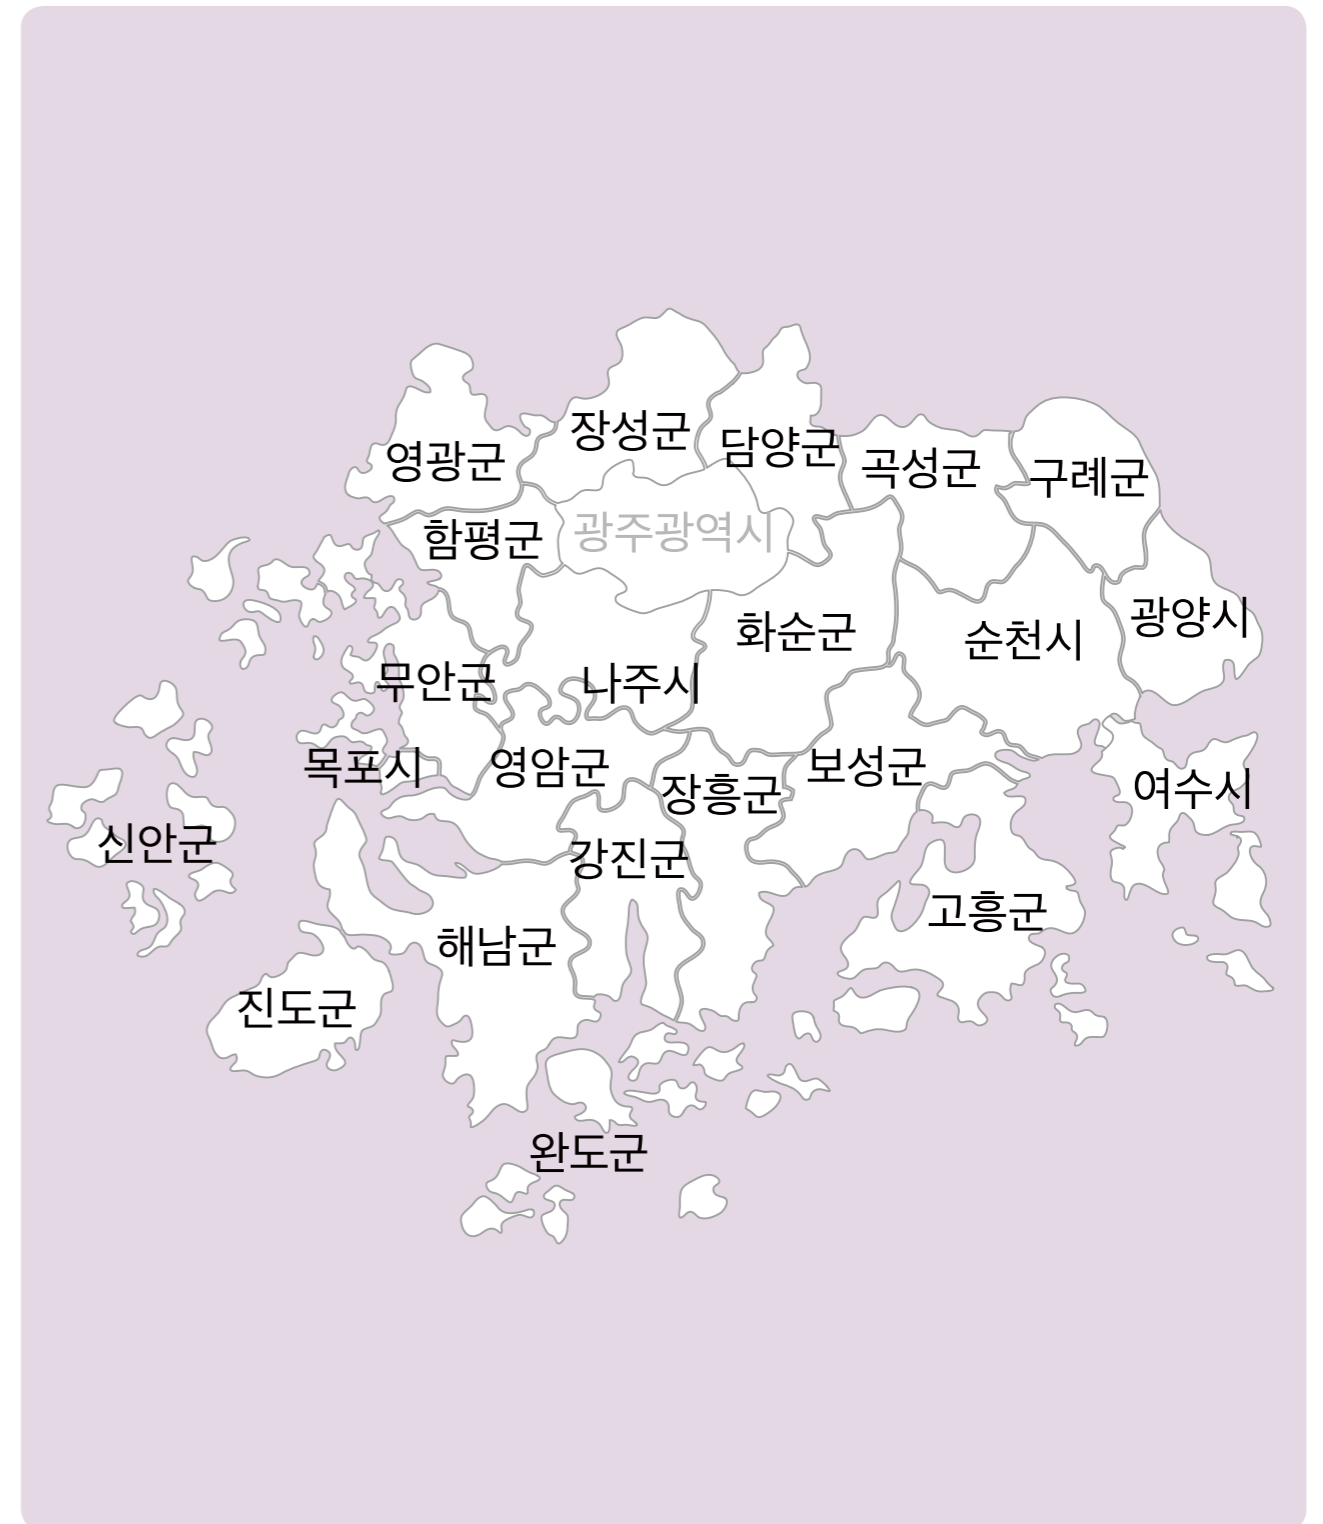 장성군
담양군
영광군
곡성군
구례군
함평군
광주광역시
광양시
화순군
순천시
무안군
나주시
목포시
영암군
보성군
장흥군
여수시
신안군
강진군
고흥군
해남군
진도군
완도군